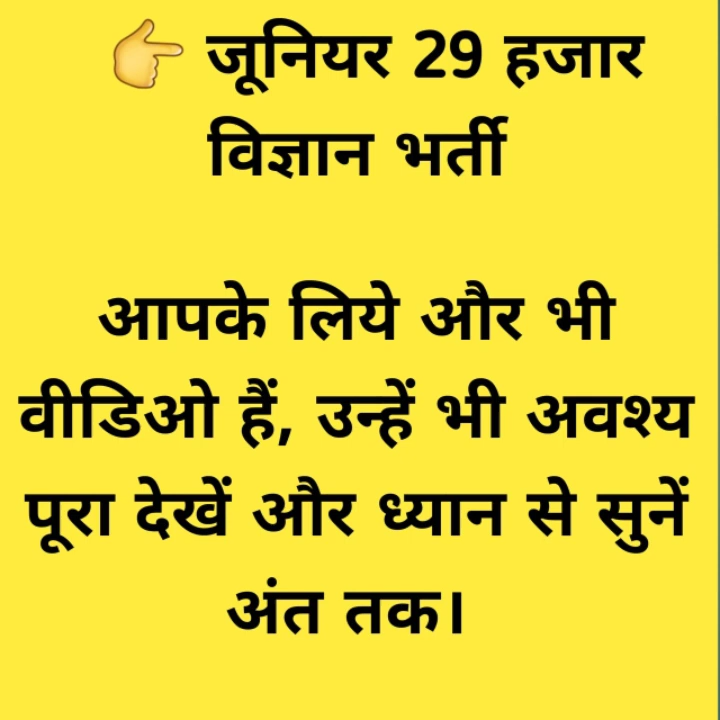 👉 जूनियर 29 हजार
विज्ञान भर्ती
आपके लिये और भी
वीडिओ हैं, उन्हें भी अवश्य
पूरा देखें और ध्यान से सुनें
अंत तक।